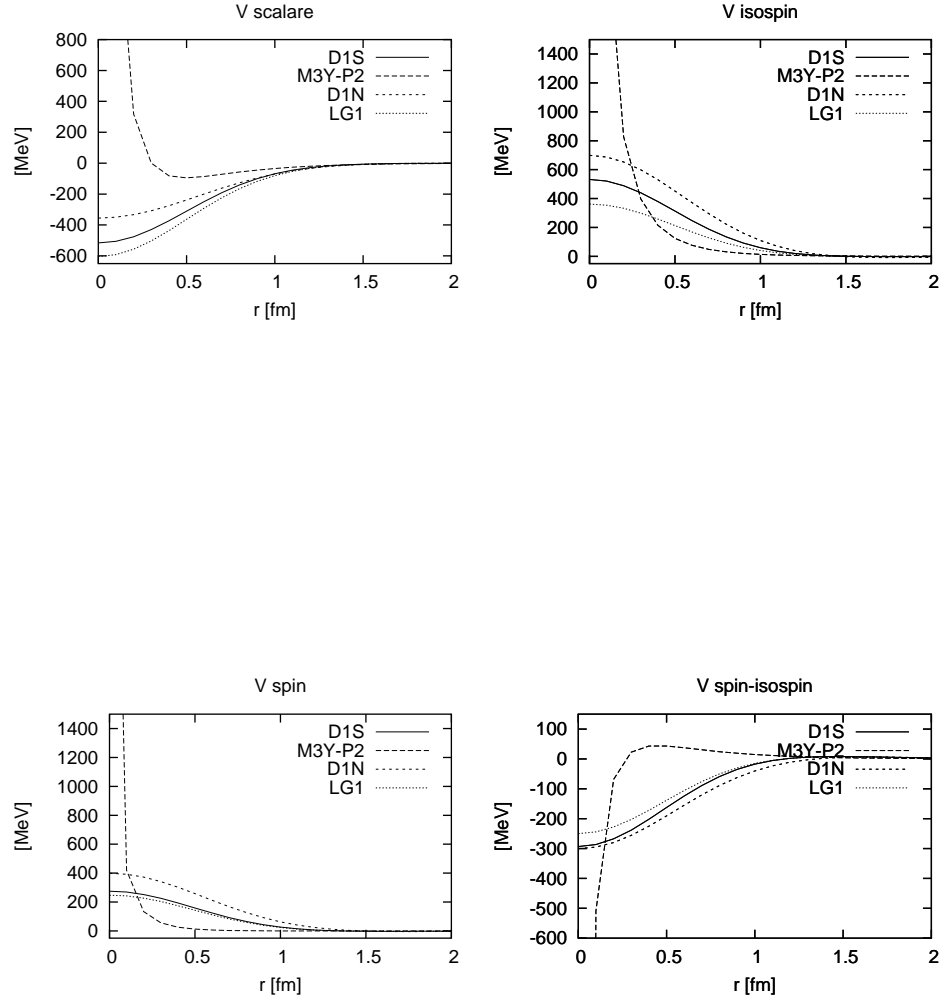 V scalare
800
600
400
200
0
-200
-400
-600
0 0.5 1 1.5 2
[MeV]
r [fm]
D1S
M3Y-P2
D1N
LG1
V isospin
1400
1200
1000
800
600
400
200
0
0 0.5 1 1.5 2
[MeV]
r [fm]
D1S
M3Y-P2
D1N
LG1
V spin
1400
1200
1000
800
600
400
200
0
0 0.5 1 1.5 2
[MeV]
r [fm]
D1S
M3Y-P2
D1N
LG1
V spin-isospin
100
0
-100
-200
-300
-400
-500
-600
0 0.5 1 1.5 2
[MeV]
r [fm]
D1S
M3Y-P2
D1N
LG1